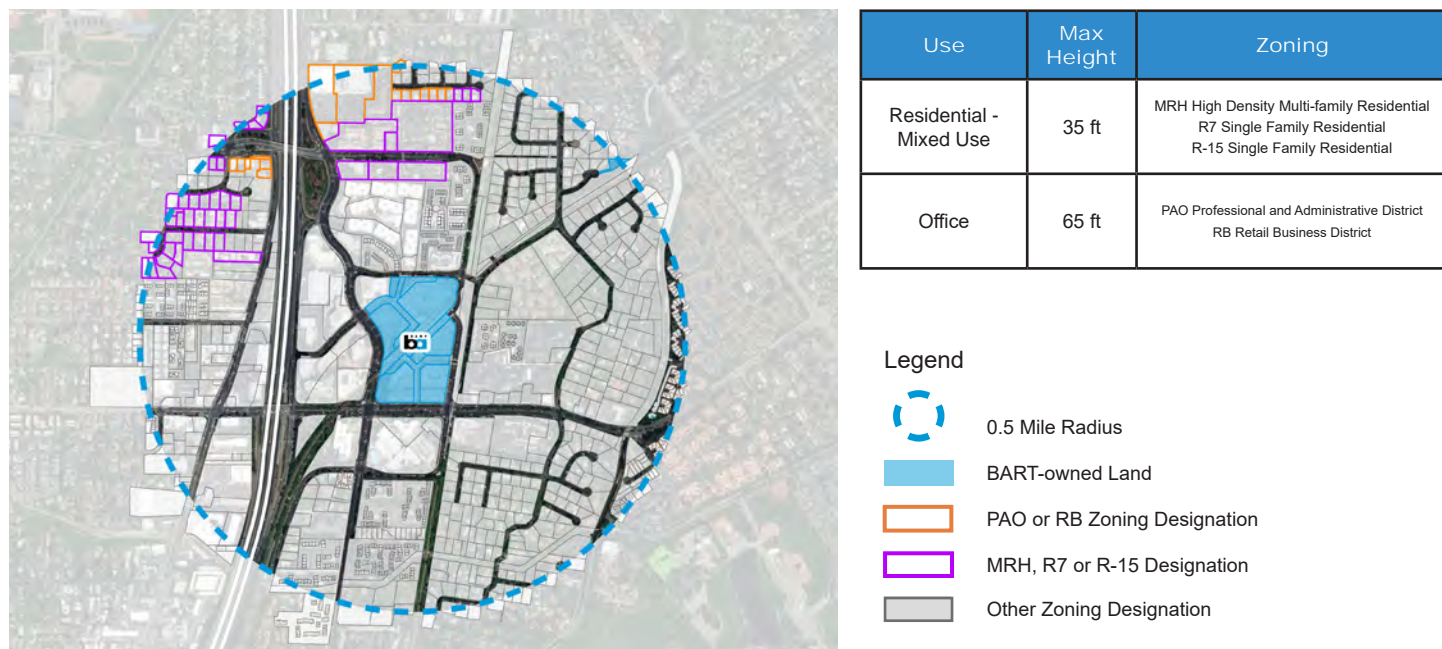 BART
ba
Use
Max
Height
Zoning
Residential -
Mixed Use
35 ft
MRH High Density Multi-family Residential
R7 Single Family Residential
R-15 Single Family Residential
Office
65 ft
PAO Professional and Administrative District
RB Retail Business District
Legend
0.5 Mile Radius
BART-owned Land
PAO or RB Zoning Designation
MRH, R7 or R-15 Designation
Other Zoning Designation